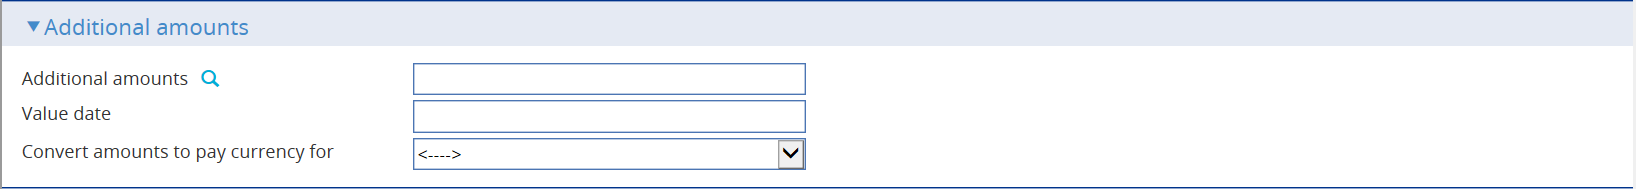 Additional amounts
Additional amounts
Value date
Convert amounts to pay currency for <---->